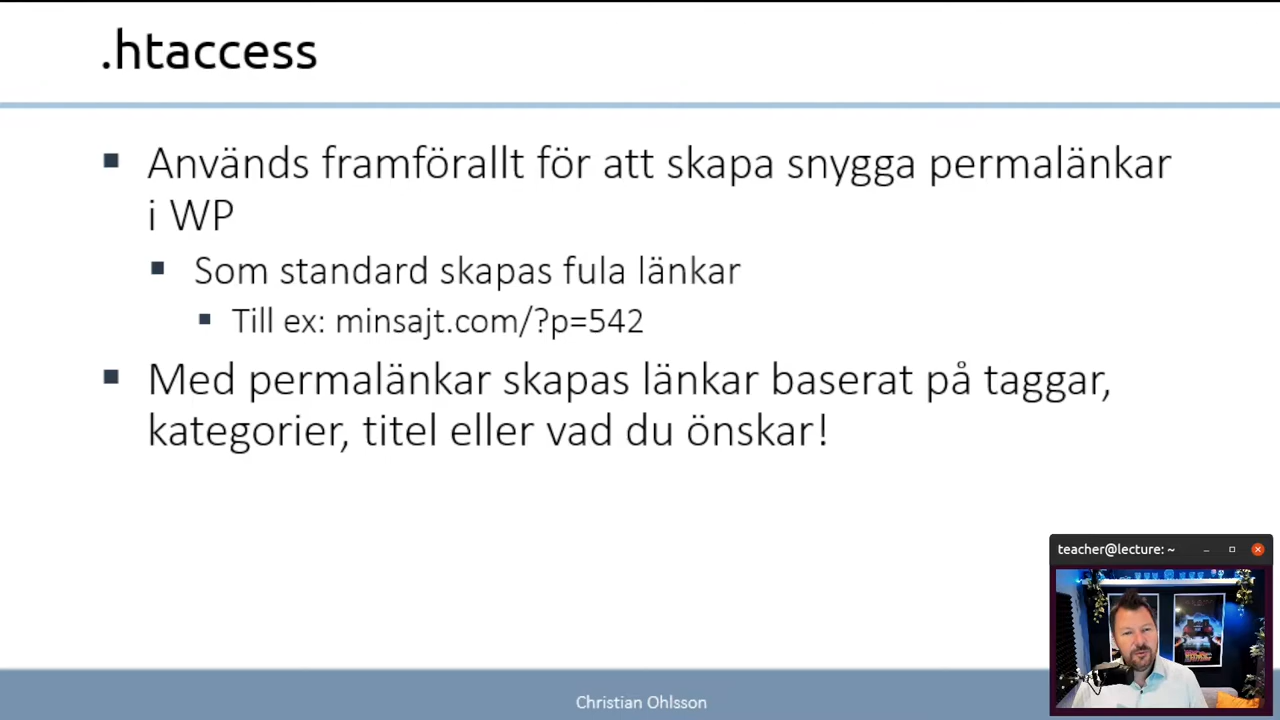 .htaccess
Används framförallt för att skapa snygga permalänkar
i WP
Som standard skapas fula länkar
Till ex: minsajt.com/?p=542
Med permalänkar skapas länkar baserat på taggar,
kategorier, titel eller vad du önskar!
teacher@lecture: ~
Christian Ohlsson